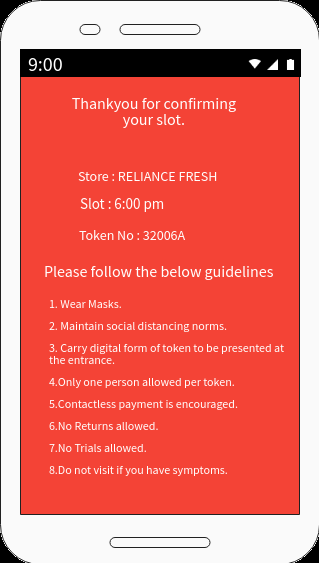 9:00
Thankyou for confirming
your slot.
Store : RELIANCE FRESH
Slot : 6:00 pm
Token No : 32006A
Please follow the below guidelines
1. Wear Masks.
2. Maintain social distancing norms.
3. Carry digital form of token to be presented at
the entrance.
4.Only one person allowed per token.
5.Contactless payment is encouraged.
6.No Returns allowed.
7.No Trials allowed.
8.Do not visit if you have symptoms.